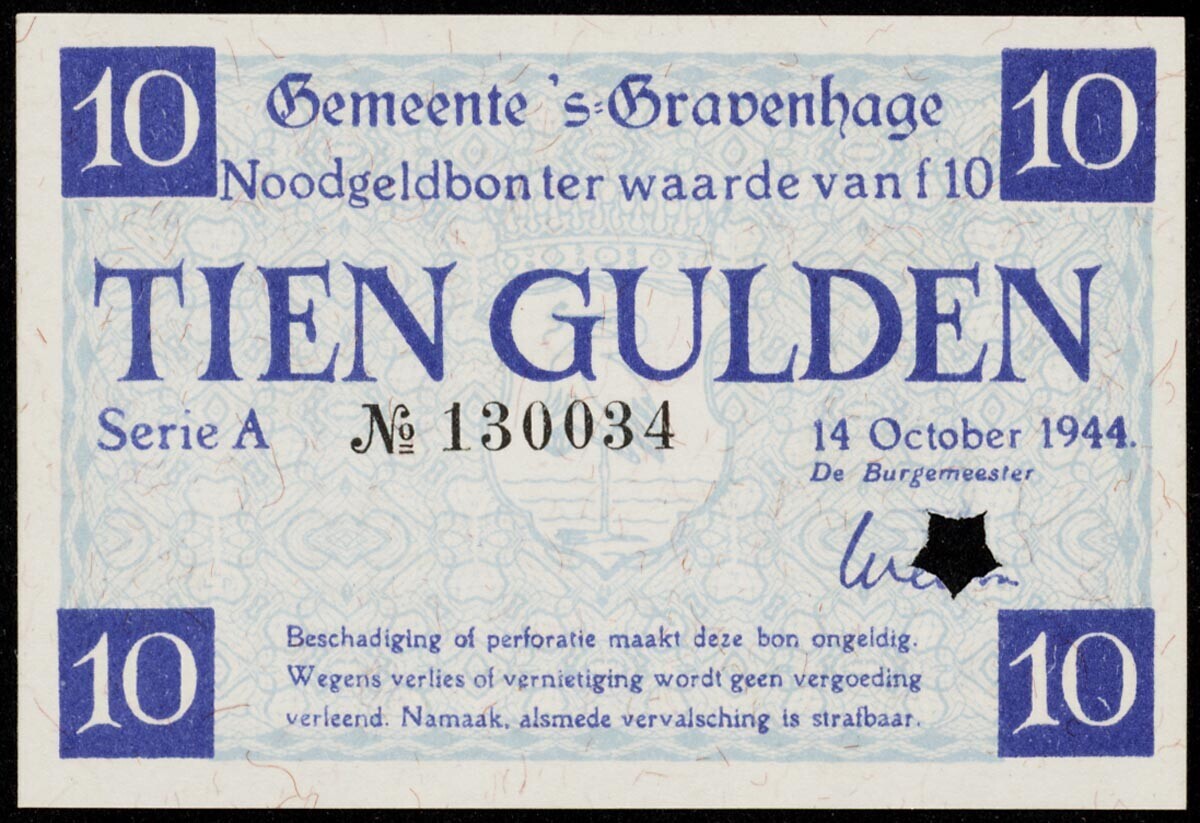 10 10
Gemeente 's=Gravenhage
Noodgeldbon ter waarde van f 10
TIEN GULDEN
Serie A № 130034 14 October 1944.
De Burgemeester
Beschadiging of perforatie maakt deze bon ongeldig.
Wegens verlies of vernietiging wordt geen vergoeding
verleend. Namaak, alsmede vervalsching is strafbaar.
10 10